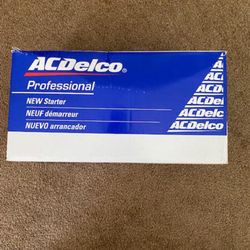 ACDelco®
Professional
NEW Starter
NEUF démarreur
NUEVO arrancador
ACDelco
ACDelco
ACDelco
ACDelco
ACDelco